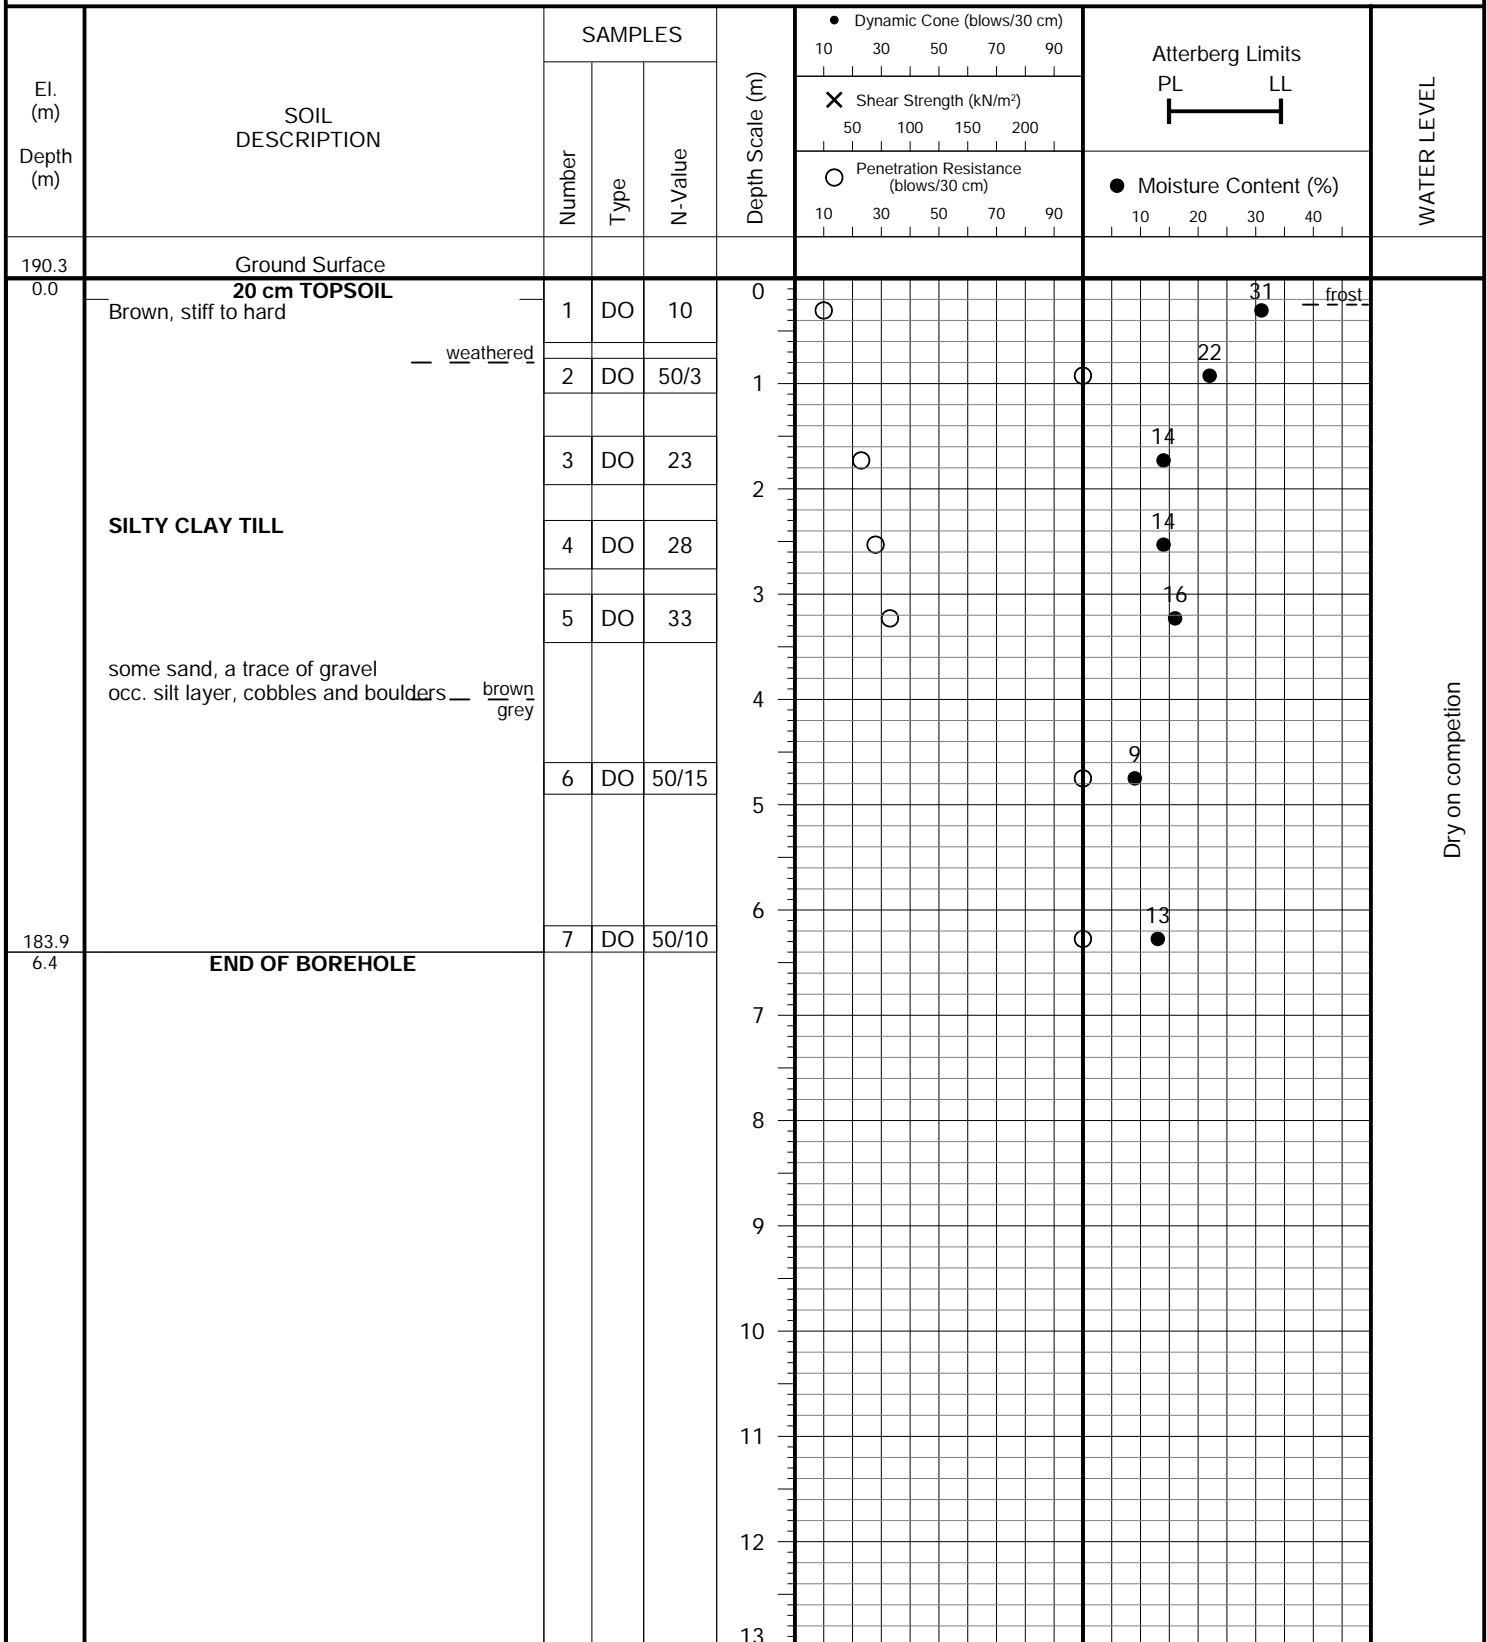 El.
(m)
Depth
(m)
SOIL
DESCRIPTION
SAMPLES
Number
Type
N-Value
Depth Scale (m)
Dynamic Cone (blows/30 cm)
10 30 50 70 90
Shear Strength (kN/m²)
50 100 150 200
Penetration Resistance
(blows/30 cm)
10 30 50 70 90
Atterberg Limits
PL LL
Moisture Content (%)
10 20 30 40
WATER LEVEL
190.3 Ground Surface
0.0 20 cm TOPSOIL 0 31 frost
Brown, stiff to hard 1 DO 10
weathered 22
2 DO 50/3 1
14
3 DO 23
2
SILTY CLAY TILL 14
4 DO 28
3 16
5 DO 33
some sand, a trace of gravel
occ. silt layer, cobbles and boulders brown 4
grey
9
6 DO 50/15
5
Dry on competion
6 13
183.9 7 DO 50/10
6.4 END OF BOREHOLE
7
8
9
10
11
12
13